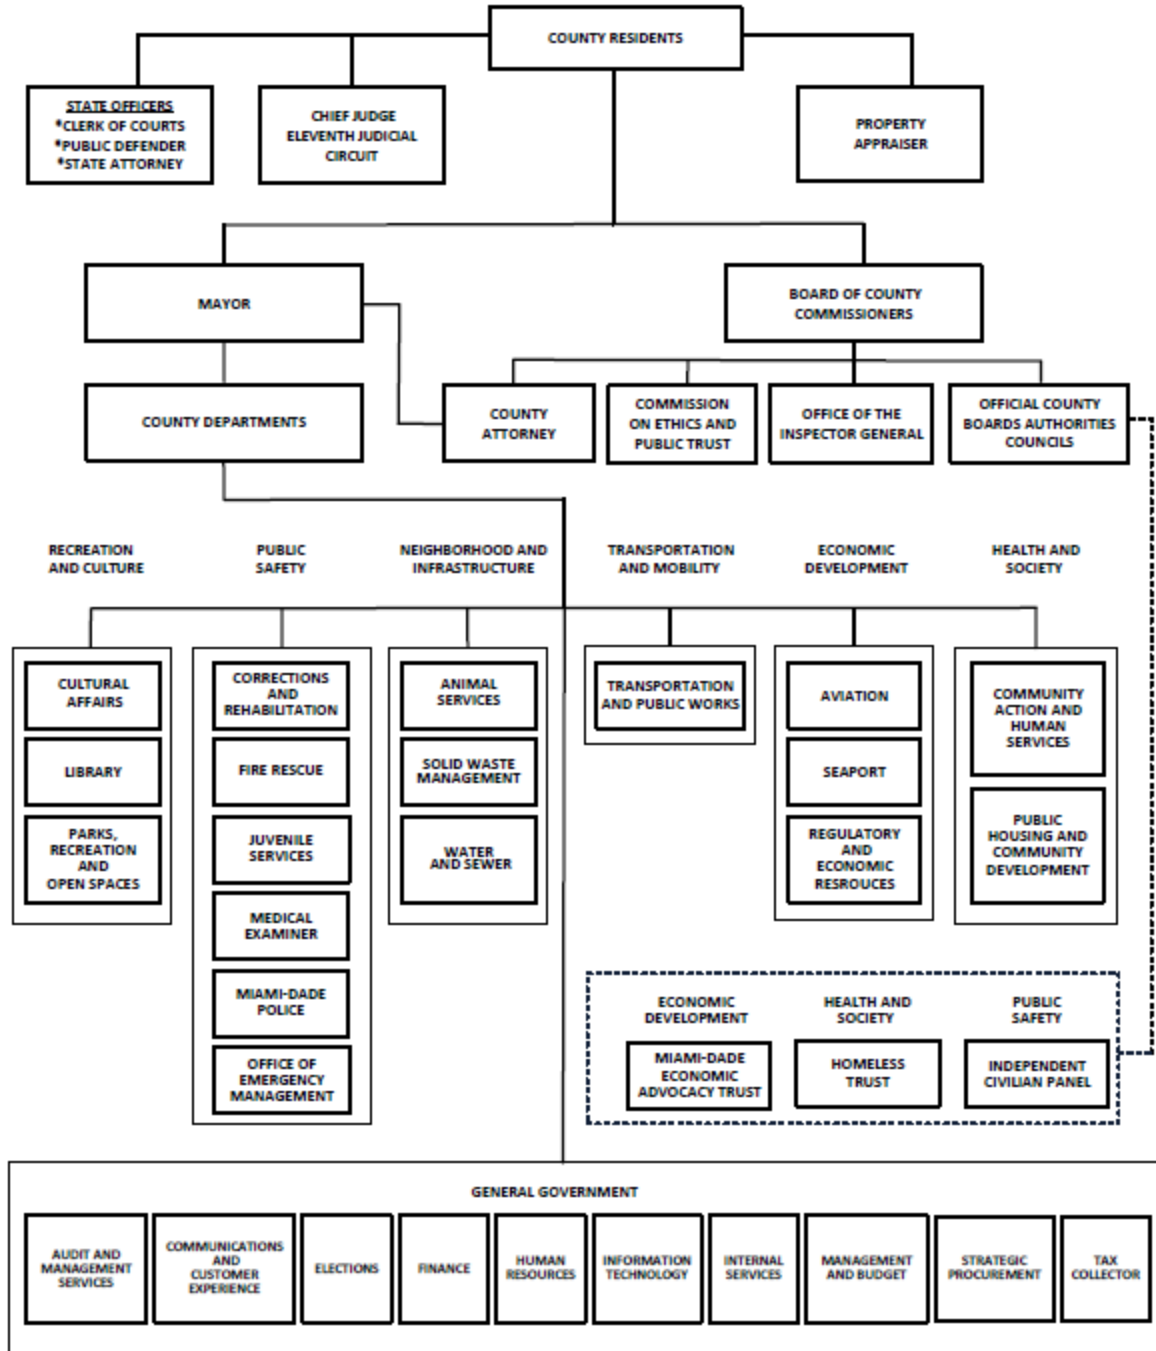 COUNTY RESIDENTS
STATE OFFICERS
*CLERK OF COURTS
*PUBLIC DEFENDER
*STATE ATTORNEY
CHIEF JUDGE
ELEVENTH JUDICIAL
CIRCUIT
PROPERTY
APPRAISER
MAYOR
BOARD OF COUNTY
COMMISSIONERS
COUNTY DEPARTMENTS
COUNTY
ATTORNEY
COMMISSION
ON ETHICS AND
PUBLIC TRUST
OFFICE OF THE
INSPECTOR GENERAL
OFFICIAL COUNTY
BOARDS AUTHORITIES
COUNCILS
RECREATION
AND CULTURE
PUBLIC
SAFETY
NEIGHBORHOOD AND
INFRASTRUCTURE
TRANSPORTATION
AND MOBILITY
ECONOMIC
DEVELOPMENT
HEALTH AND
SOCIETY
CULTURAL
AFFAIRS
LIBRARY
PARKS,
RECREATION
AND
OPEN SPACES
CORRECTIONS
AND
REHABILITATION
FIRE RESCUE
JUVENILE
SERVICES
MEDICAL
EXAMINER
MIAMI-DADE
POLICE
OFFICE OF
EMERGENCY
MANAGEMENT
ANIMAL
SERVICES
SOLID WASTE
MANAGEMENT
WATER
AND SEWER
TRANSPORTATION
AND PUBLIC WORKS
AVIATION
SEAPORT
REGULATORY
AND
ECONOMIC
RESROUCES
COMMUNITY
ACTION AND
HUMAN
SERVICES
PUBLIC
HOUSING AND
COMMUNITY
DEVELOPMENT
ECONOMIC
DEVELOPMENT
MIAMI-DADE
ECONOMIC
ADVOCACY TRUST
HEALTH AND
SOCIETY
HOMELESS
TRUST
PUBLIC
SAFETY
INDEPENDENT
CIVILIAN PANEL
GENERAL GOVERNMENT
AUDIT AND
MANAGEMENT
SERVICES
COMMUNICATIONS
AND
CUSTOMER
EXPERIENCE
ELECTIONS
FINANCE
HUMAN
RESOURCES
INFORMATION
TECHNOLOGY
INTERNAL
SERVICES
MANAGEMENT
AND BUDGET
STRATEGIC
PROCUREMENT
TAX
COLLECTOR